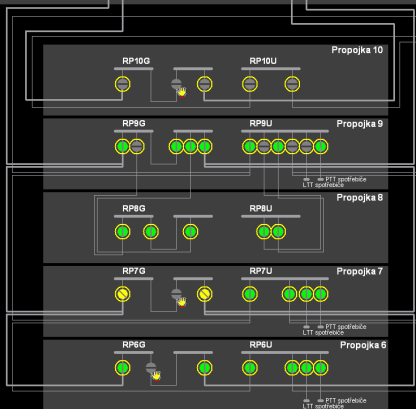 Propojka 10
RP10G RP10U
Propojka 9
RP9G RP9U
PTT spotřebiče
LTT spotřebiče
Propojka 8
RP8G RP8U
Propojka 7
RP7G RP7U
PTT spotřebiče
LTT spotřebiče
Propojka 6
RP6G RP6U
PTT spotřebiče
LTT spotřebiče